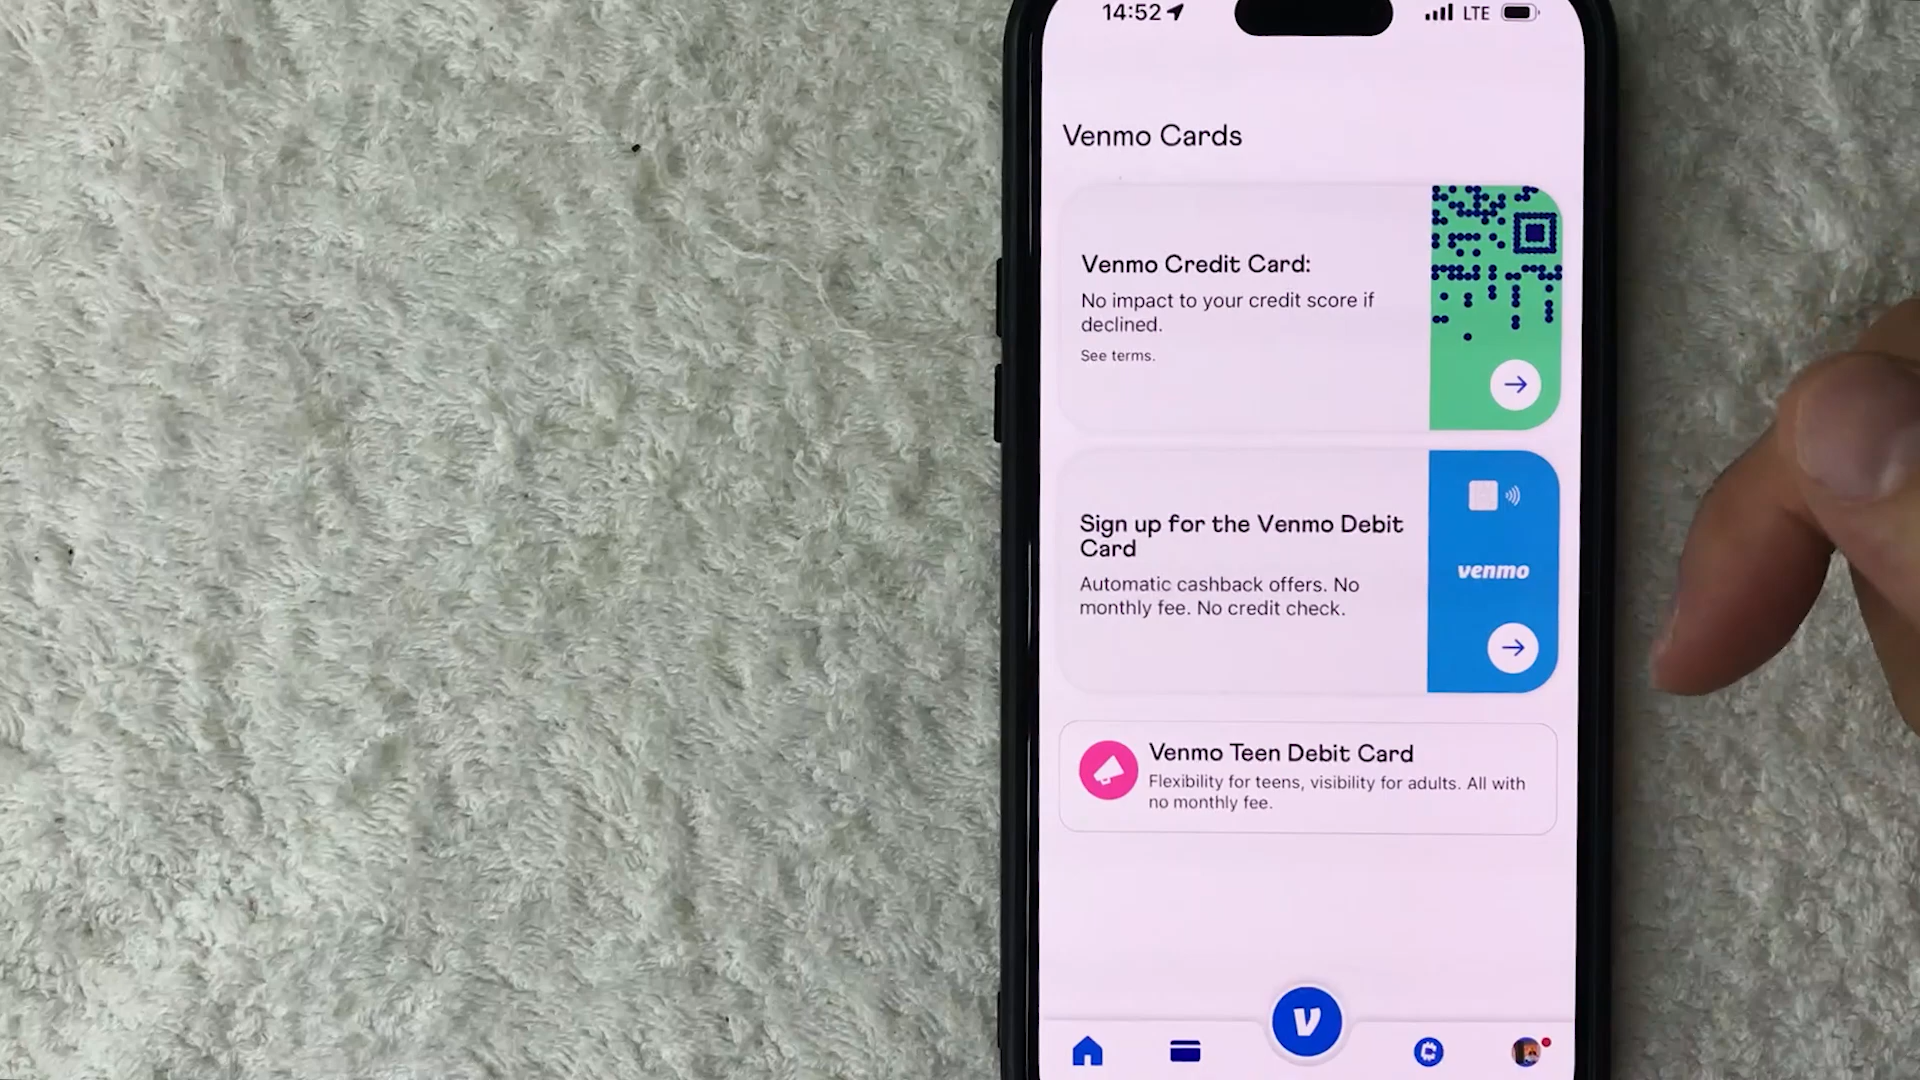 14:52
LTE
Venmo Cards
Venmo Credit Card:
No impact to your credit score if
declined.
See terms.
Sign up for the Venmo Debit
Card
Automatic cashback offers. No
monthly fee. No credit check.
venmo
Venmo Teen Debit Card
Flexibility for teens, visibility for adults. All with
no monthly fee.
V